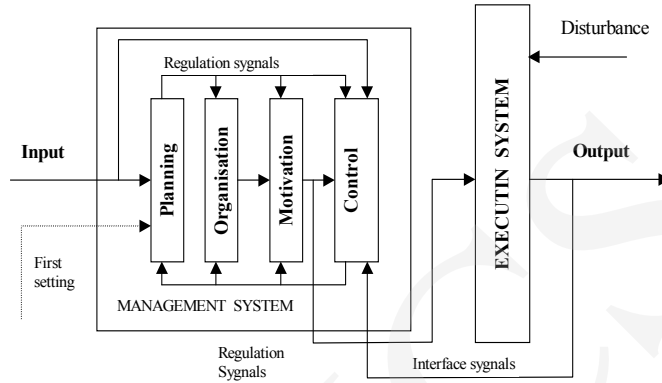 Disturbance
Regulation sygnals
Input
Planning
Organisation
Motivation
Control
EXECUTIN SYSTEM
Output
First
setting
MANAGEMENT SYSTEM
Regulation
Sygnals
Interface sygnals